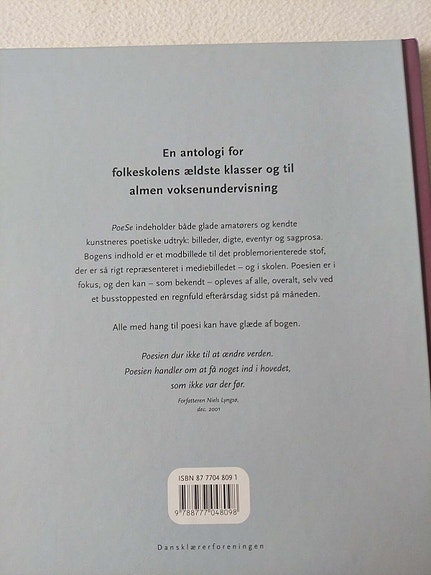 En antologi for
folkeskolens ældste klasser og til
almen voksenundervisning
PoeSe indeholder både glade amatørers og kendte
kunstneres poetiske udtryk: billeder, digte, eventyr og sagprosa.
Bogens indhold er et modbillede til det problemorienterede stof,
der er så rigt repræsenteret i mediebilledet – og i skolen. Poesien er i
fokus, og den kan – som bekendt – opleves af alle, overalt, selv ved
et busstoppested en regnfuld efterårsdag sidst på måneden.
Alle med hang til poesi kan have glæde af bogen.
Poesien dur ikke til at ændre verden.
Poesien handler om at få noget ind i hovedet,
som ikke var der før.
Forfatteren Niels Lyngsø,
dec. 2001
ISBN 87 7704 809 1
9 788777 048098
Dansklærerforeningen